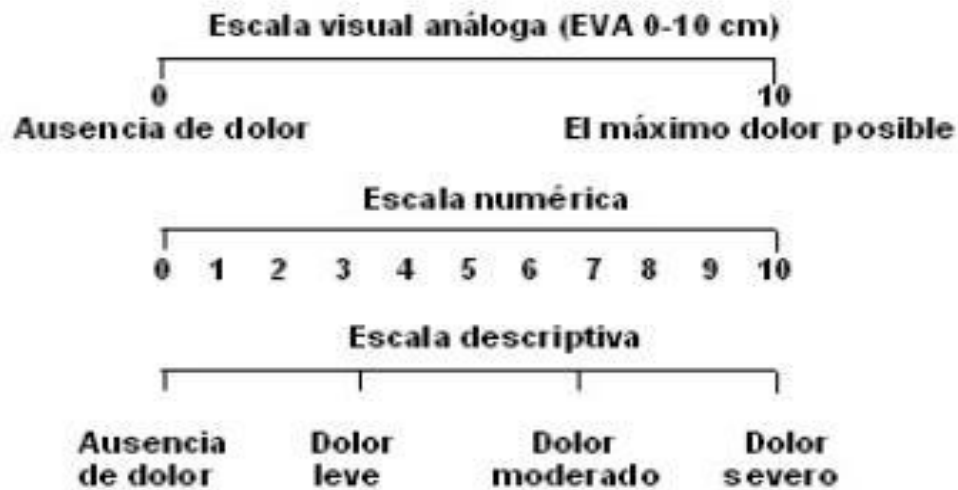 Escala visual análoga (EVA 0-10 cm)
0 10
Ausencia de dolor El máximo dolor posible
Escala numérica
0 1 2 3 4 5 6 7 8 9 10
Escala descriptiva
Ausencia Dolor Dolor Dolor
de dolor leve moderado severo